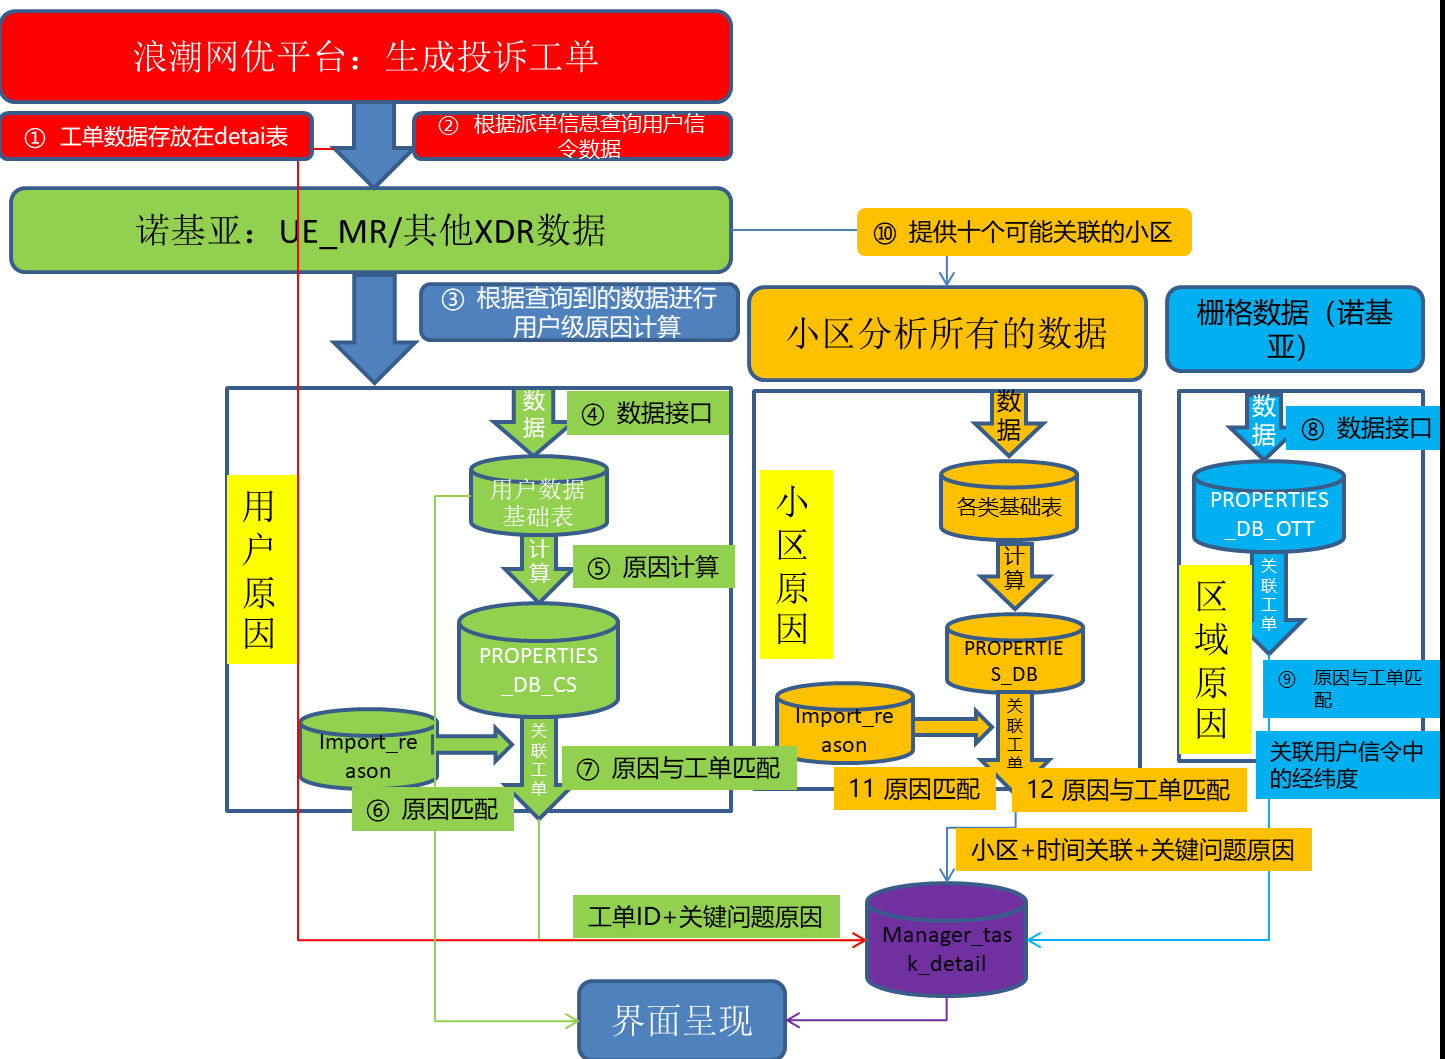 浪潮网优平台：生成投诉工单
① 工单数据存放在detai表
② 根据派单信息查询用户信
令数据
诺基亚：UE_MR/其他XDR数据
⑩ 提供十个可能关联的小区
③ 根据查询到的数据进行
用户级原因计算
小区分析所有的数据
栅格数据（诺基
亚）
数
据
④ 数据接口
用户数据
基础表
计
算
⑤ 原因计算
用
户
原
因
PROPERTIES
_DB_CS
Import_re
ason
关
联
工
单
⑥ 原因匹配
⑦ 原因与工单匹配
数
据
各类基础表
计
算
小
区
原
因
PROPERTIE
S_DB
Import_re
ason
关
联
工
单
11 原因匹配
12 原因与工单匹配
小区+时间关联+关键问题原因
数
据
⑧ 数据接口
PROPERTIES
_DB_OTT
关
联
工
单
区
域
原
因
⑨ 原因与工单匹
配
关联用户信令中
的经纬度
工单ID+关键问题原因
Manager_tas
k_detail
界面呈现